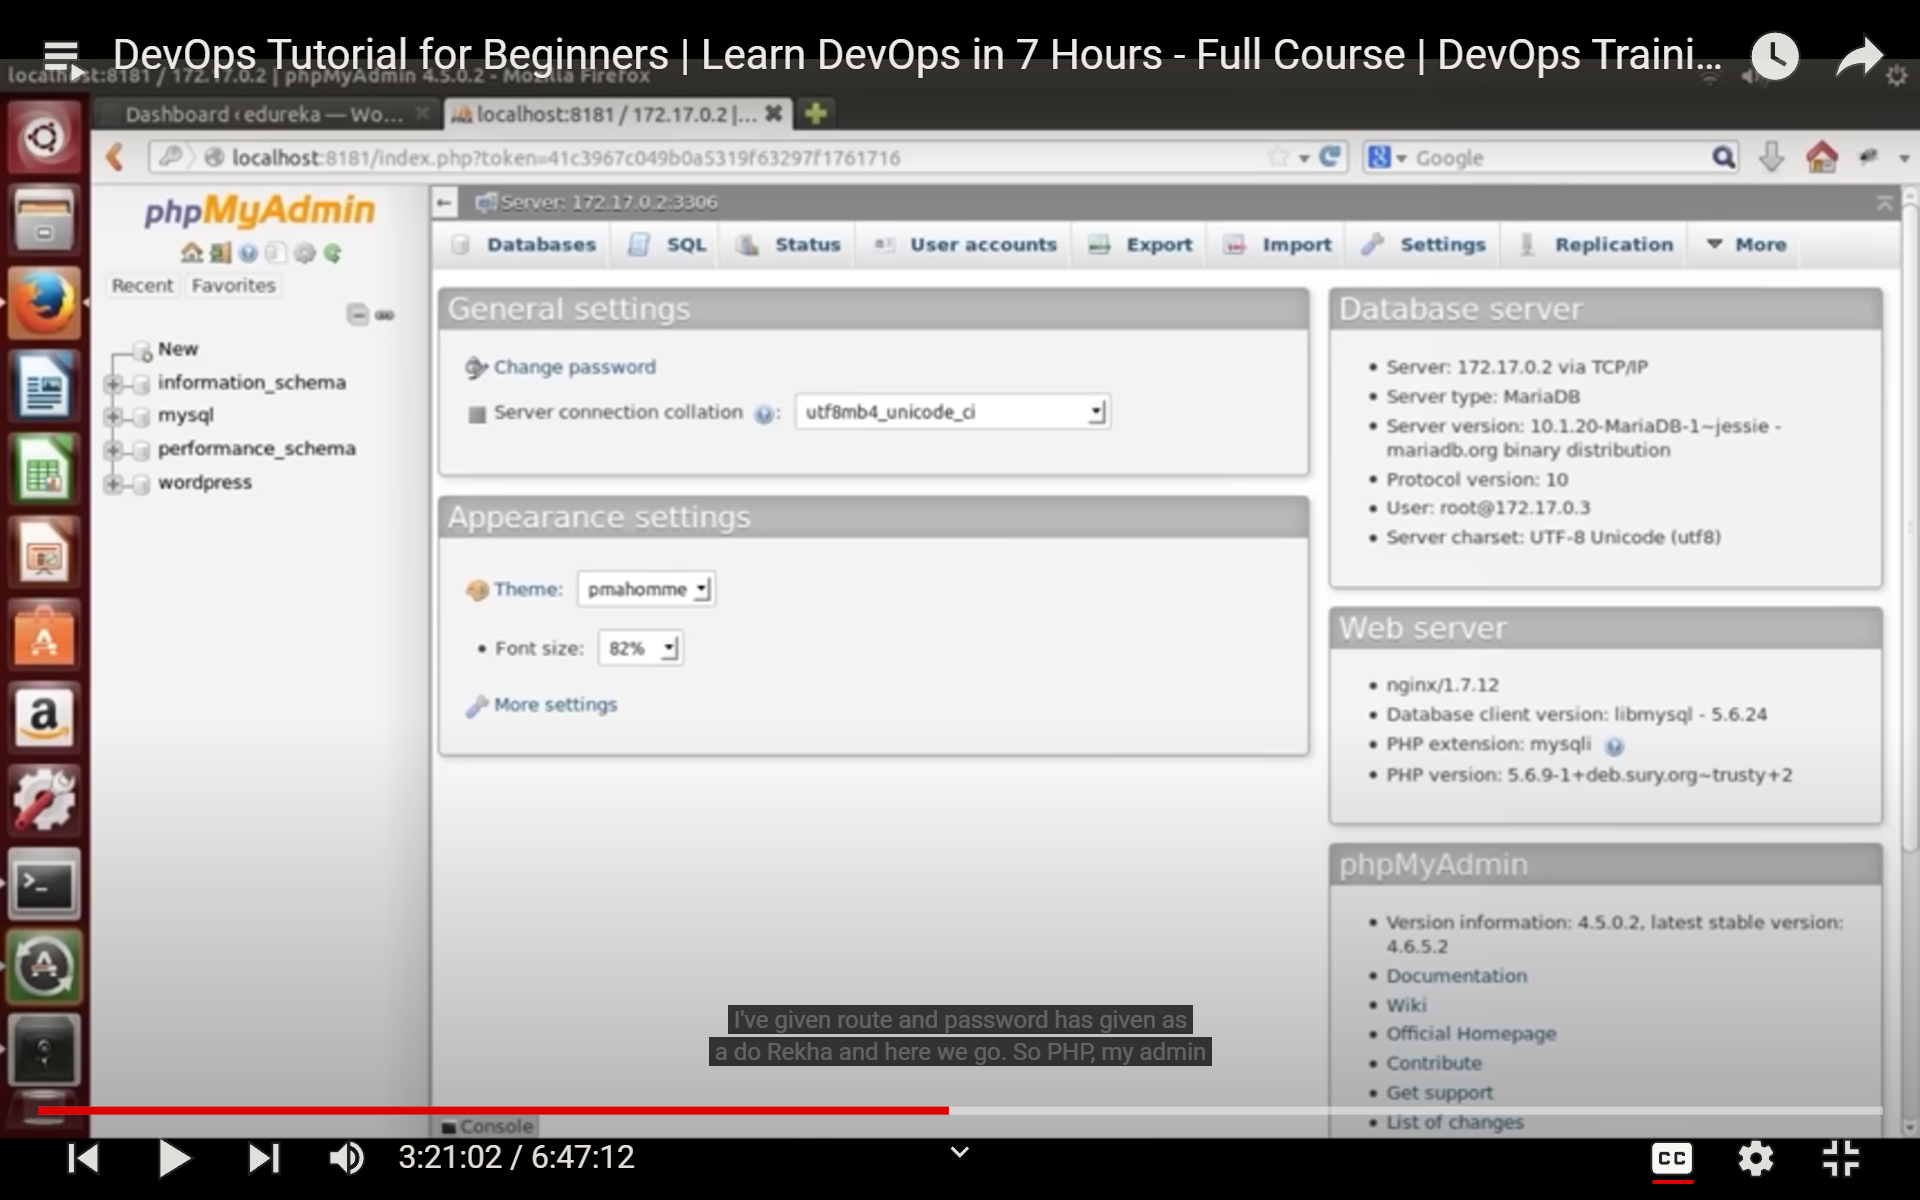 DevOps Tutorial for Beginners | Learn DevOps in 7 Hours - Full Course | DevOps Traini...
localhost:8181 / 172.17.0.2 | phpMyAdmin 4.5.0.2 - Mozilla Firefox
Dashboard ‹ edureka — Wo...
localhost:8181 / 172.17.0.2 |...
localhost:8181/index.php?token=41c3967c049b0a5319f63297f1761716
Google
phpMyAdmin
Recent
Favorites
New
information_schema
mysql
performance_schema
wordpress
Server: 172.17.0.2:3306
Databases
SQL
Status
User accounts
Export
Import
Settings
Replication
More
General settings
Change password
Server connection collation
:
utf8mb4_unicode_ci
Appearance settings
Theme:
pmahomme
Font size:
82%
More settings
Database server
Server: 172.17.0.2 via TCP/IP
Server type: MariaDB
Server version: 10.1.20-MariaDB-1~jessie -
mariadb.org binary distribution
Protocol version: 10
User: root@172.17.0.3
Server charset: UTF-8 Unicode (utf8)
Web server
nginx/1.7.12
Database client version: libmysql - 5.6.24
PHP extension: mysqli
PHP version: 5.6.9-1+deb.sury.org~trusty+2
phpMyAdmin
Version information: 4.5.0.2, latest stable version:
4.6.5.2
Documentation
Wiki
Official Homepage
Contribute
Get support
List of changes
I've given route and password has given as
a do Rekha and here we go. So PHP, my admin
Console
3:21:02 / 6:47:12
CC